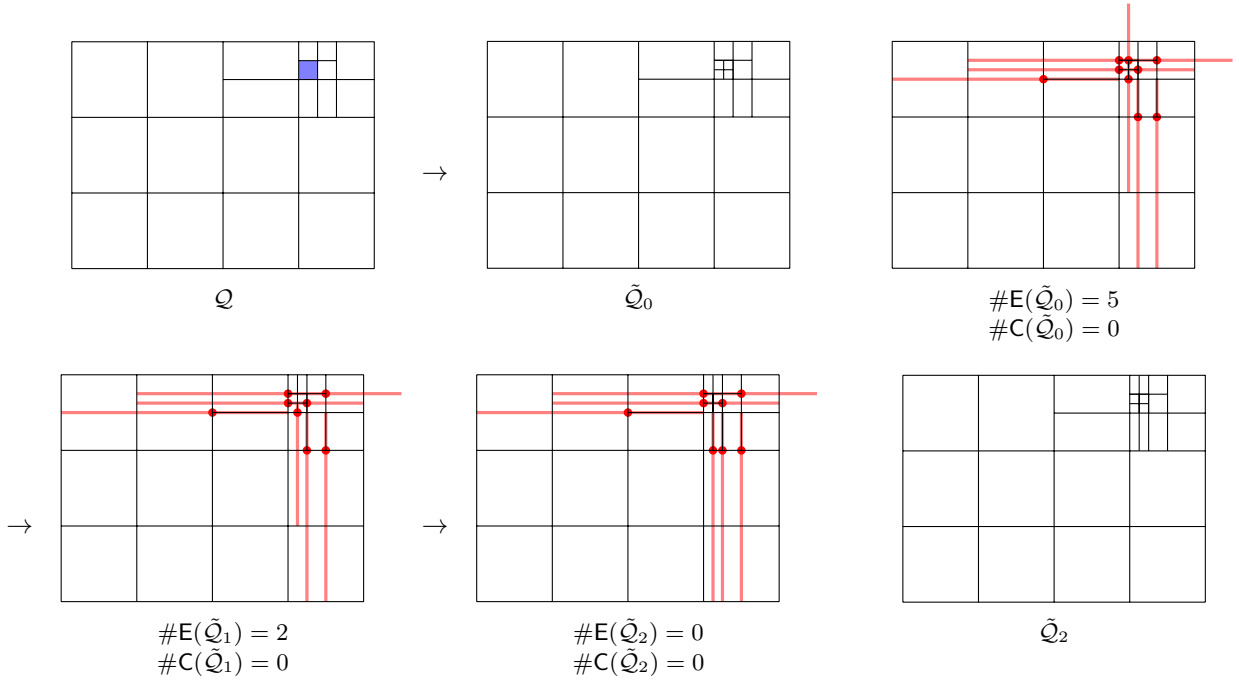 𝒬
→
𝒬̃₀
#E(𝒬̃₀) = 5
#C(𝒬̃₀) = 0
→
#E(𝒬̃₁) = 2
#C(𝒬̃₁) = 0
→
#E(𝒬̃₂) = 0
#C(𝒬̃₂) = 0
𝒬̃₂